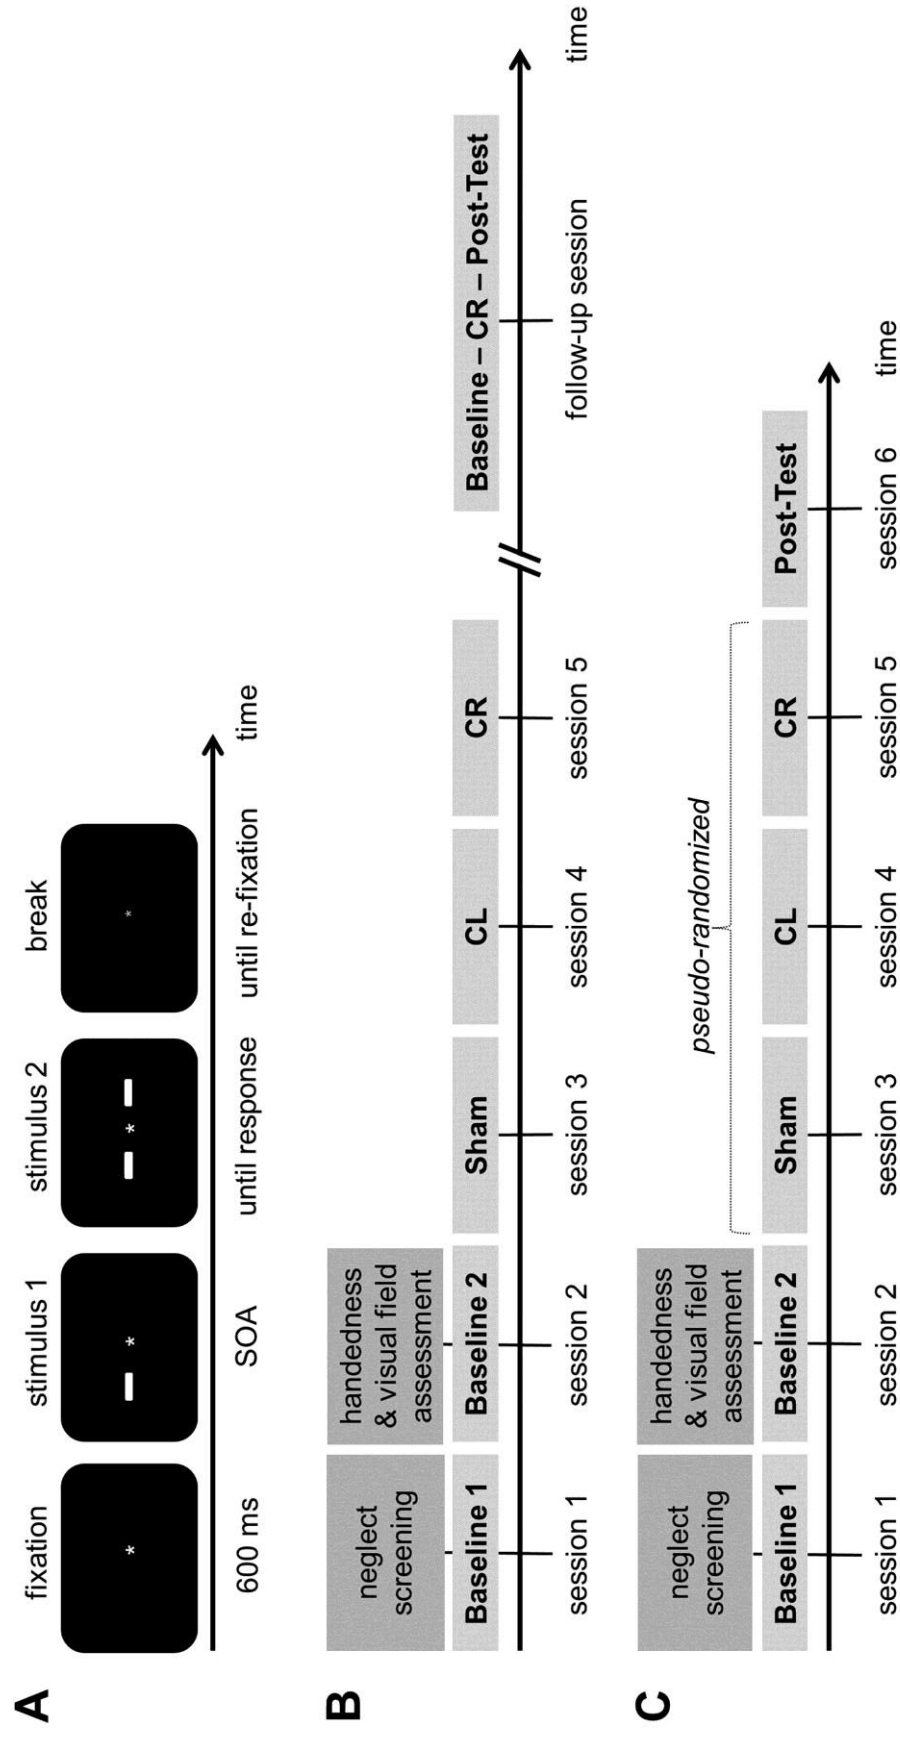 A
fixation
stimulus 1
stimulus 2
break
*
*
*
*
600 ms
SOA
until response
until re-fixation
time
B
neglect
screening
handedness
& visual field
assessment
Baseline 1
Baseline 2
Sham
CL
CR
Baseline – CR – Post-Test
session 1
session 2
session 3
session 4
session 5
follow-up session
time
C
neglect
screening
handedness
& visual field
assessment
pseudo-randomized
Baseline 1
Baseline 2
Sham
CL
CR
Post-Test
session 1
session 2
session 3
session 4
session 5
session 6
time